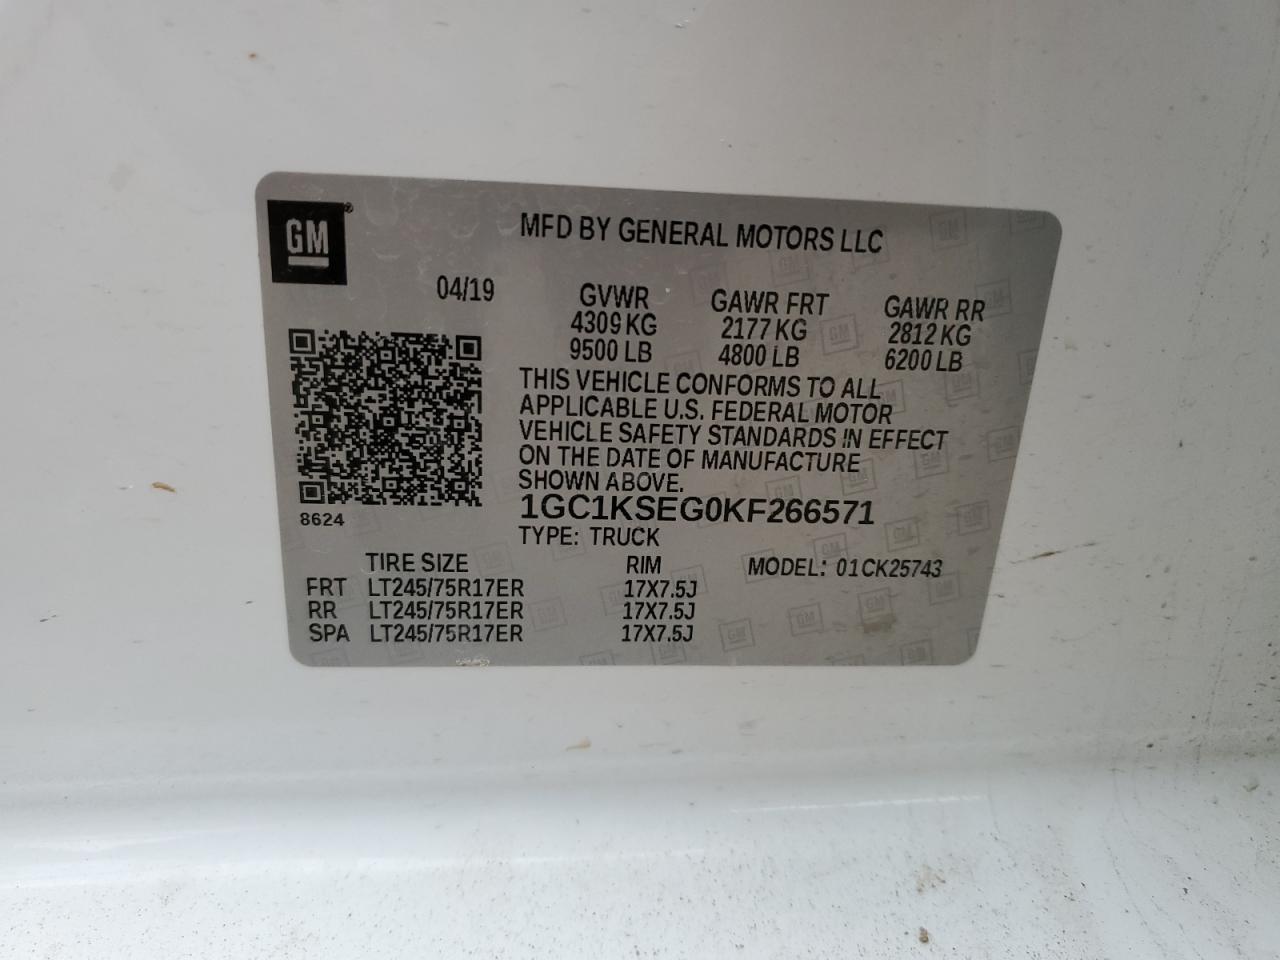 GM
MFD BY GENERAL MOTORS LLC
04/19
GVWR GAWR FRT GAWR RR
4309 KG 2177 KG 2812 KG
9500 LB 4800 LB 6200 LB
THIS VEHICLE CONFORMS TO ALL
APPLICABLE U.S. FEDERAL MOTOR
VEHICLE SAFETY STANDARDS IN EFFECT
ON THE DATE OF MANUFACTURE
SHOWN ABOVE.
1GC1KSEG0KF266571
8624
TYPE: TRUCK
TIRE SIZE RIM MODEL: 01CK25743
FRT LT245/75R17ER 17X7.5J
RR LT245/75R17ER 17X7.5J
SPA LT245/75R17ER 17X7.5J